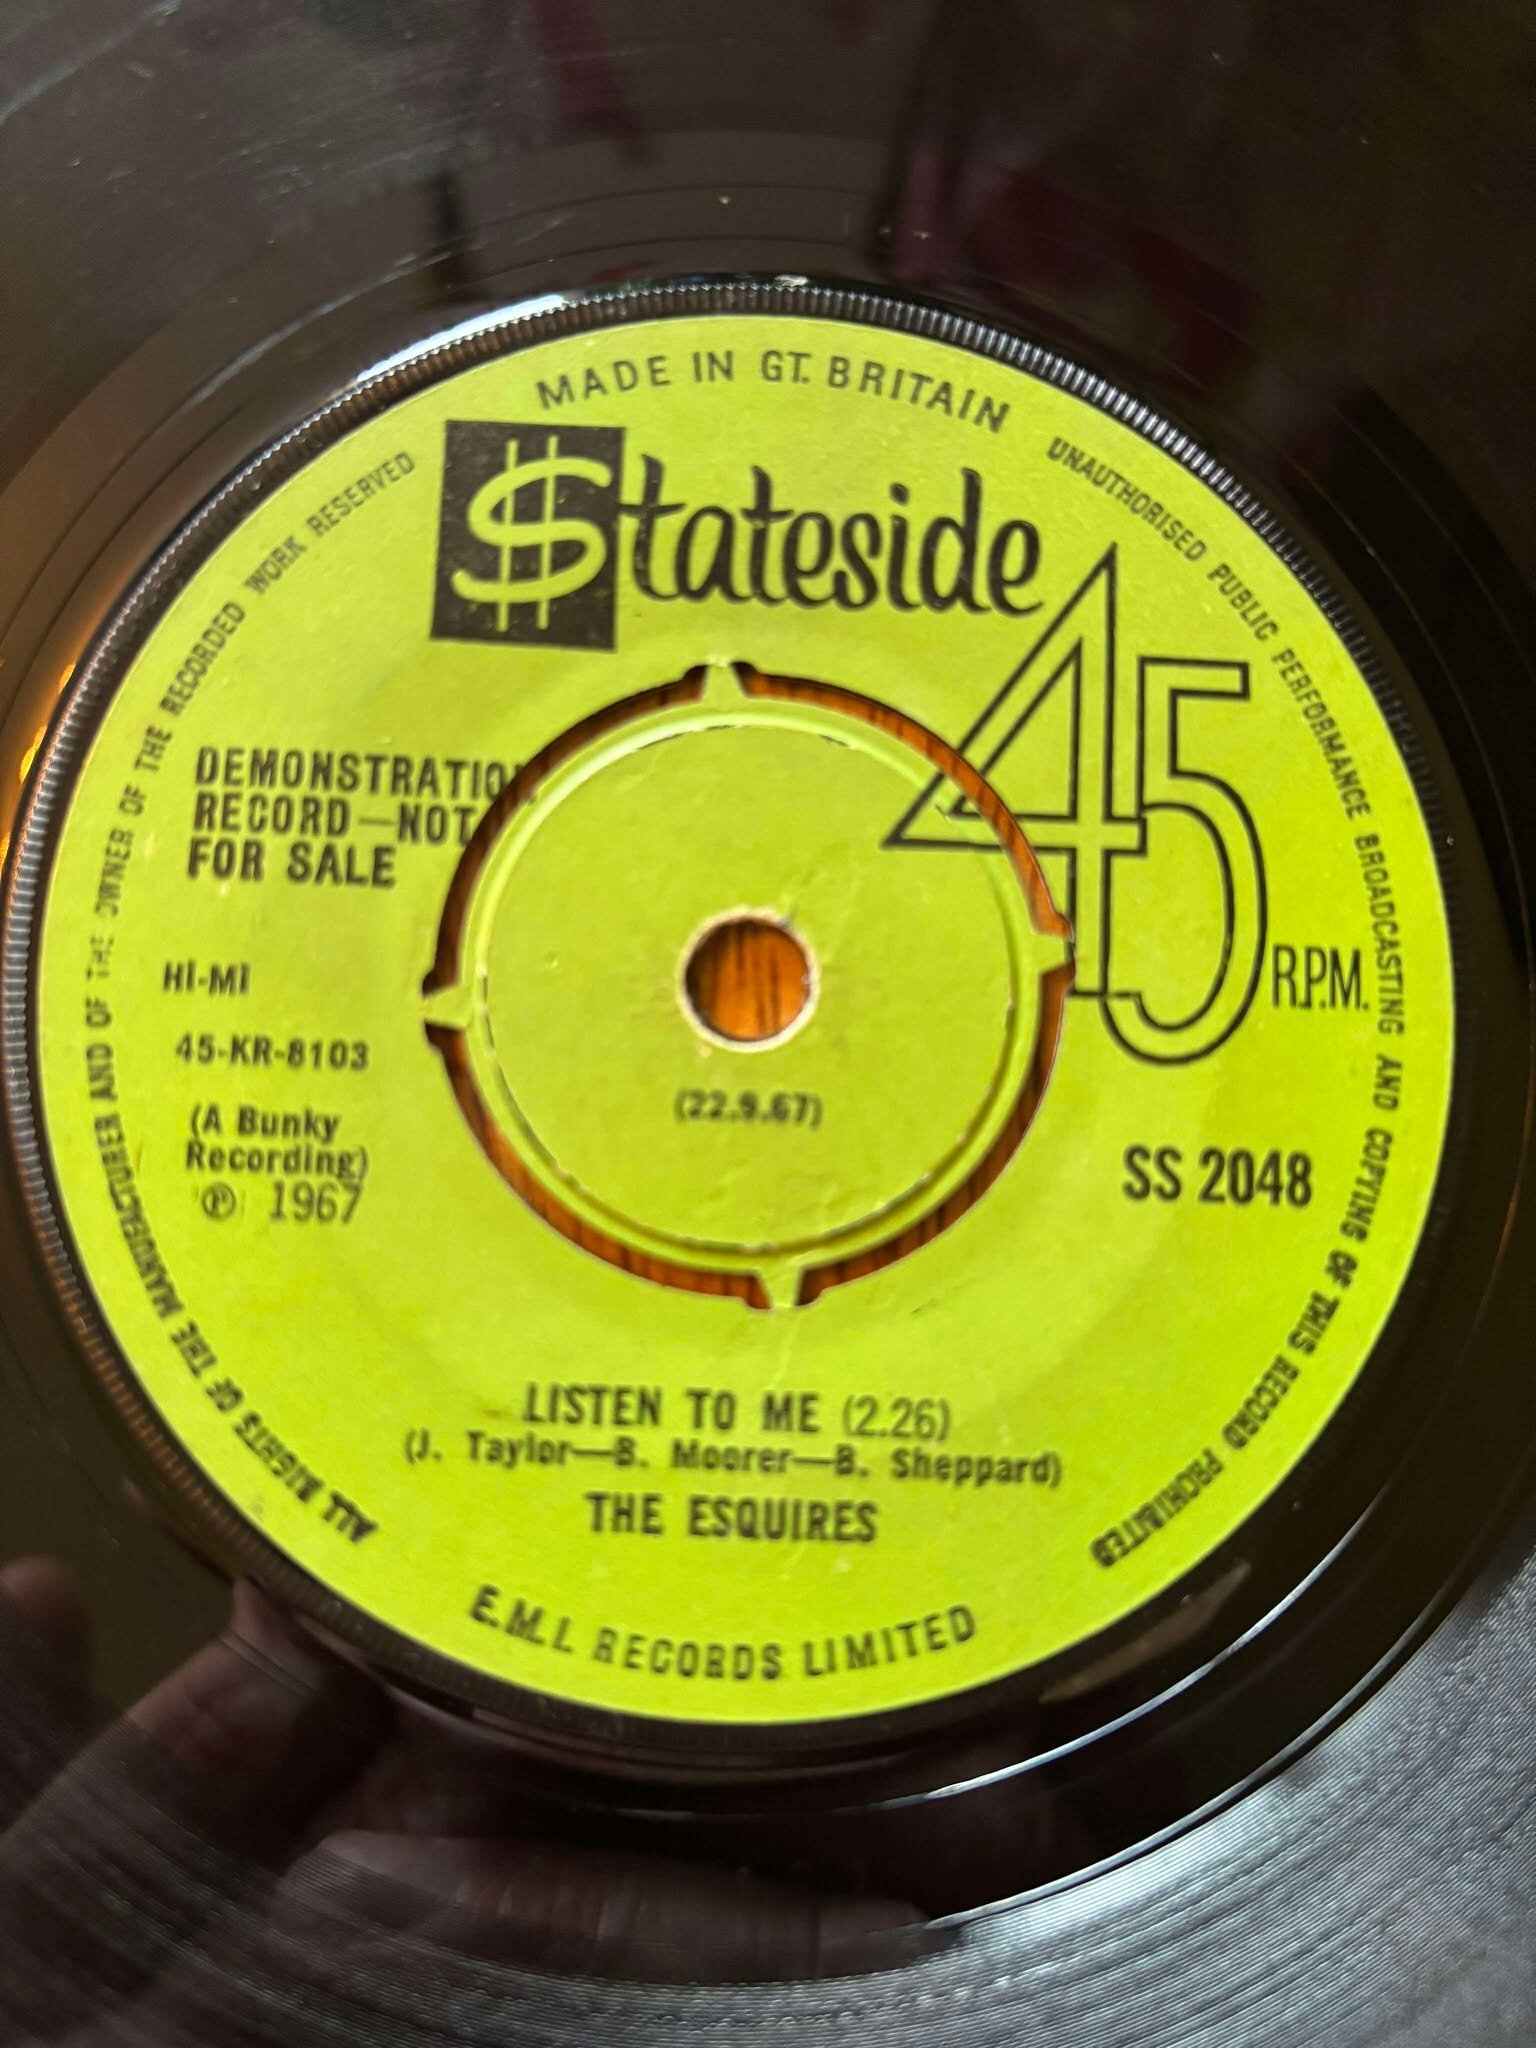 MADE IN GT. BRITAIN
UNAUTHORISED PUBLIC PERFORMANCE BROADCASTING AND COPYING OF THIS RECORD PROHIBITED
ALL RIGHTS OF THE MANUFACTURER AND OF THE OWNER OF THE RECORDED WORK RESERVED
$tateside
45
R.P.M.
DEMONSTRATION
RECORD—NOT
FOR SALE
HI-MI
45-KR-8103
(A Bunky
Recording)
℗ 1967
(22.9.67)
SS 2048
LISTEN TO ME (2.26)
(J. Taylor—B. Moorer—B. Sheppard)
THE ESQUIRES
E.M.I. RECORDS LIMITED